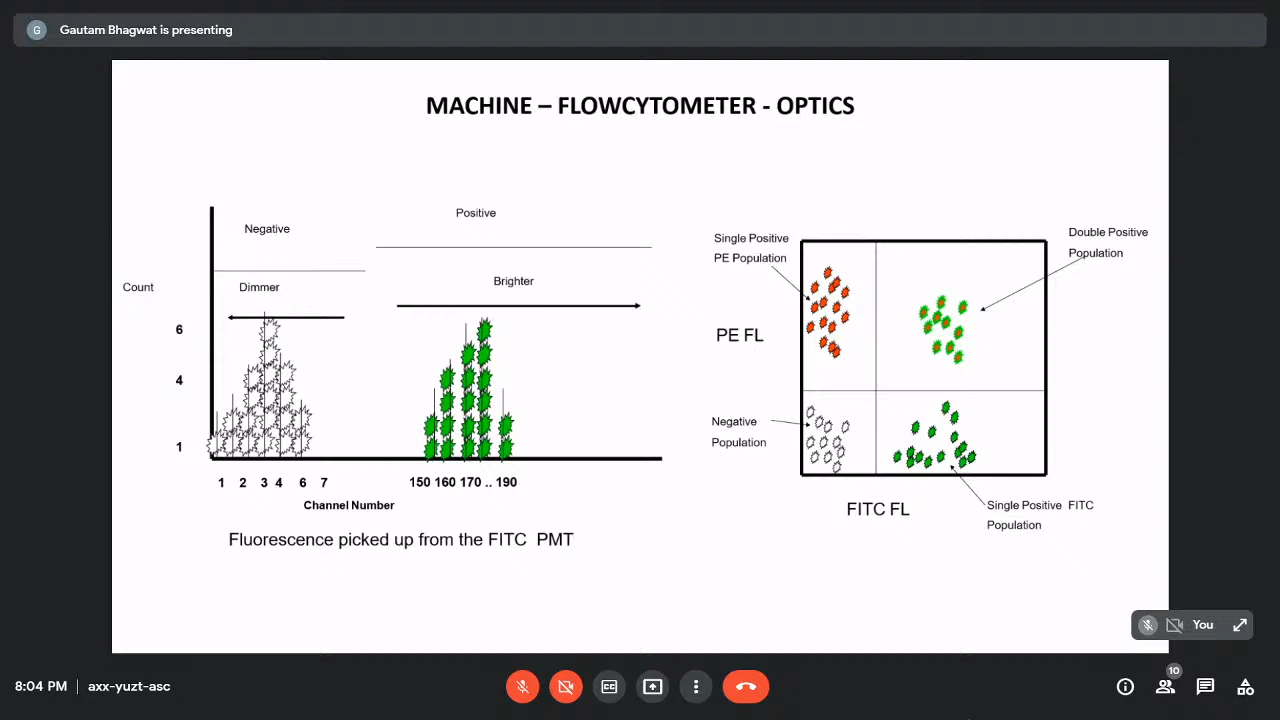 G Gautam Bhagwat is presenting
MACHINE – FLOWCYTOMETER - OPTICS
Negative
Positive
Dimmer
Brighter
Count
6
4
1
1 2 3 4 6 7
150 160 170 .. 190
Channel Number
Fluorescence picked up from the FITC PMT
Single Positive
PE Population
Double Positive
Population
PE FL
Negative
Population
FITC FL
Single Positive FITC
Population
You
8:04 PM | axx-yuzt-asc
CC
10